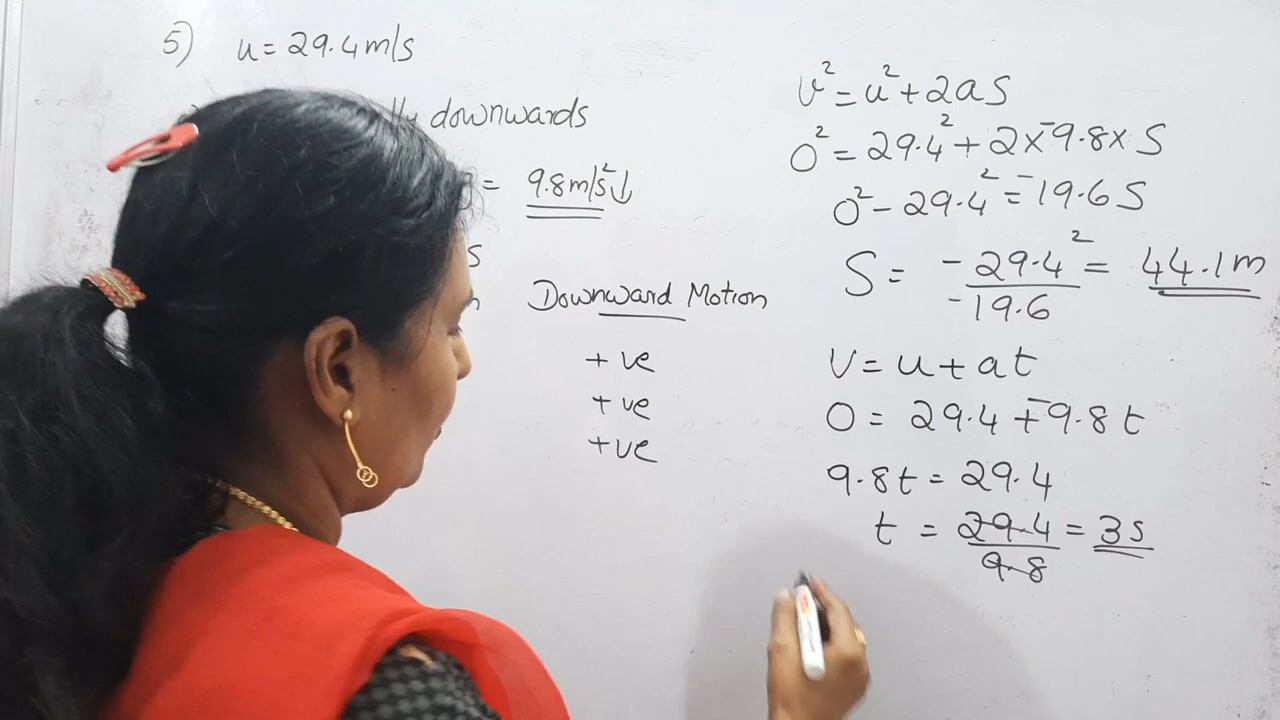 5) u = 29.4 m/s
downwards
= 9.8 m/s² ↓
s
Downward Motion
+ve
+ve
+ve
v² = u² + 2as
0² = 29.4² + 2×⁻9.8× S
0² - 29.4² = ⁻19.6 S
S = -29.4² / -19.6 = 44.1 m
v = u + at
0 = 29.4 + ⁻9.8 t
9.8t = 29.4
t = 29.4 / 9.8 = 3s